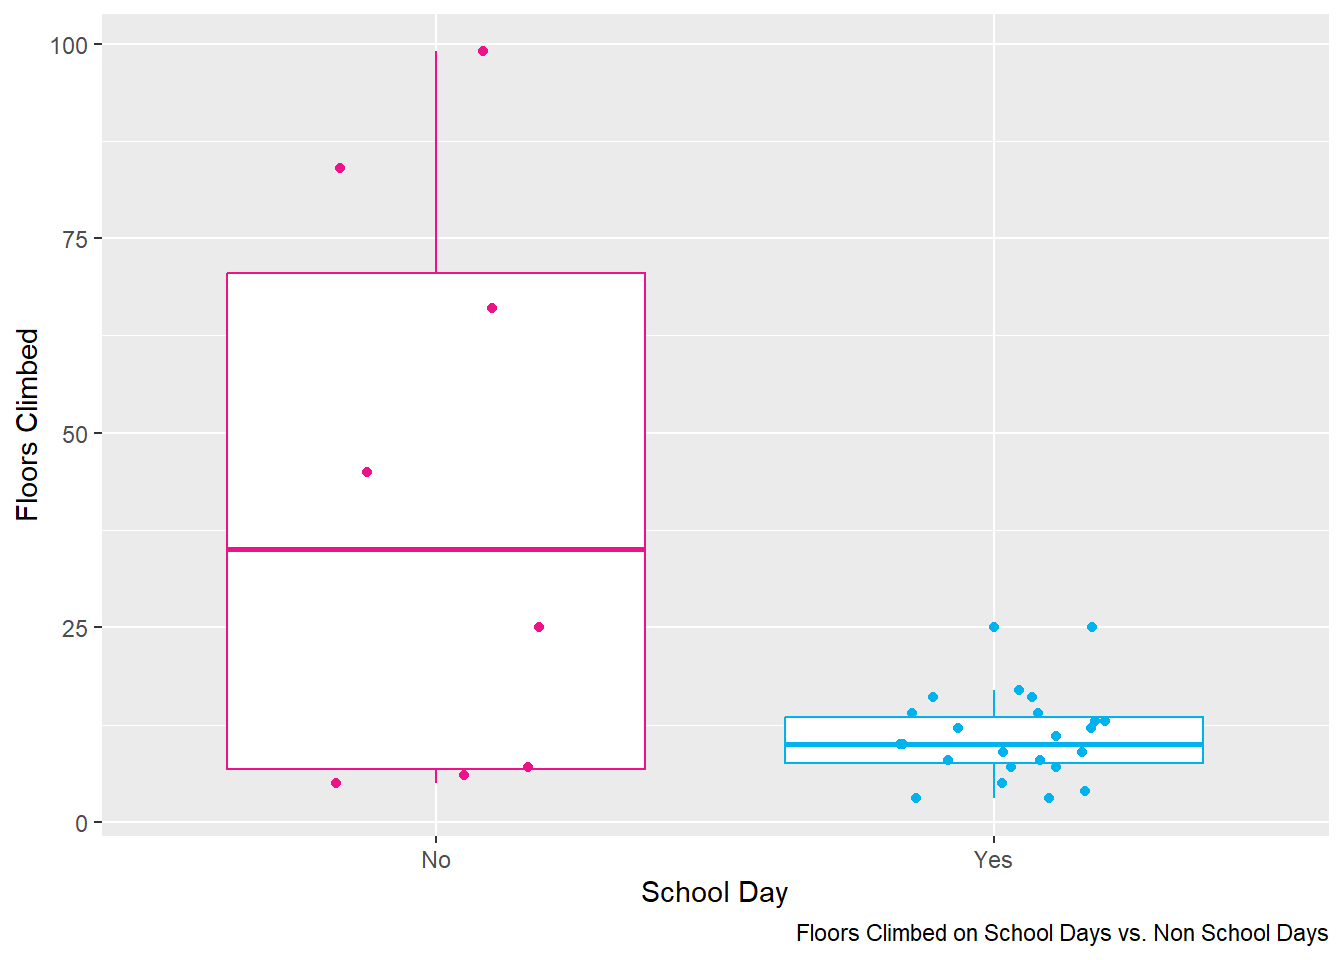 100
75
50
25
0
Floors Climbed
No
Yes
School Day
Floors Climbed on School Days vs. Non School Days